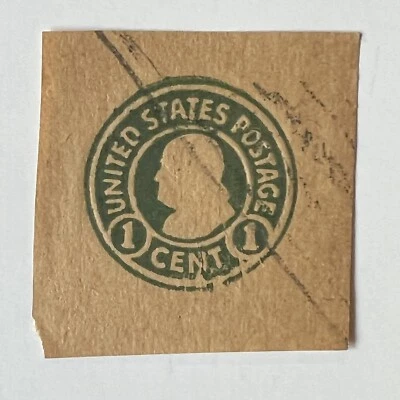 UNITED STATES POSTAGE
1 CENT 1